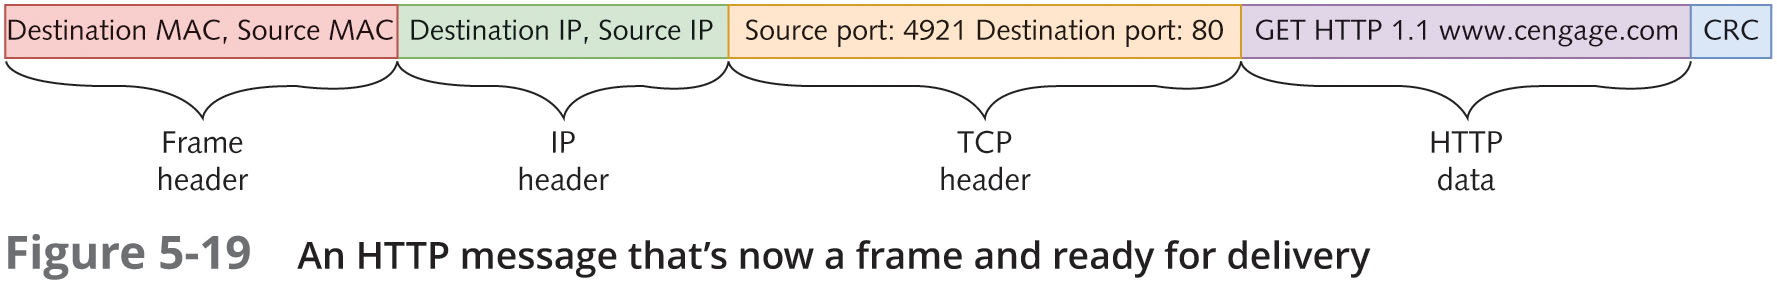 Destination MAC, Source MAC Destination IP, Source IP Source port: 4921 Destination port: 80 GET HTTP 1.1 www.cengage.com CRC
Frame header
IP header
TCP header
HTTP data
Figure 5-19 An HTTP message that's now a frame and ready for delivery